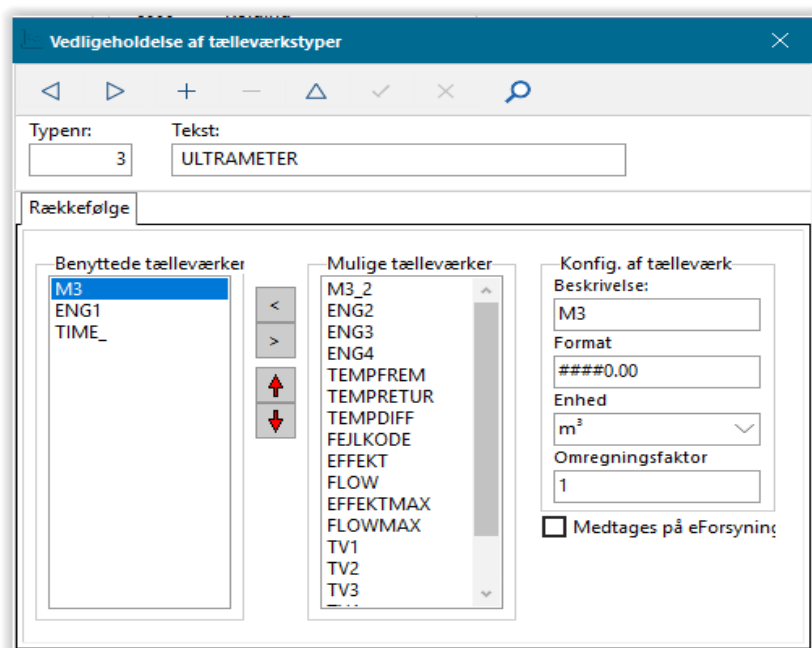 Vedligeholdelse af tælleværkstyper
Typenr:
Tekst:
3
ULTRAMETER
Rækkefølge
Benyttede tælleværker
M3
ENG1
TIME_
<
>
Mulige tælleværker
M3_2
ENG2
ENG3
ENG4
TEMPFREM
TEMPRETUR
TEMPDIFF
FEJLKODE
EFFEKT
FLOW
EFFEKTMAX
FLOWMAX
TV1
TV2
TV3
Konfig. af tælleværk
Beskrivelse:
M3
Format
####0.00
Enhed
m³
Omregningsfaktor
1
Medtages på eForsyning